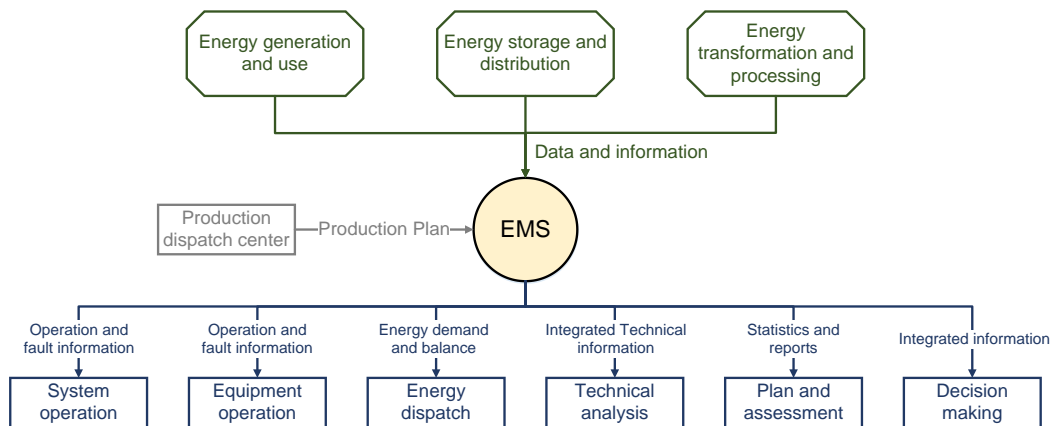 Energy generation
and use
Energy storage and
distribution
Energy
transformation and
processing
Data and information
Production
dispatch center
Production Plan
EMS
Operation and
fault information
Operation and
fault information
Energy demand
and balance
Integrated Technical
information
Statistics and
reports
Integrated information
System
operation
Equipment
operation
Energy
dispatch
Technical
analysis
Plan and
assessment
Decision
making